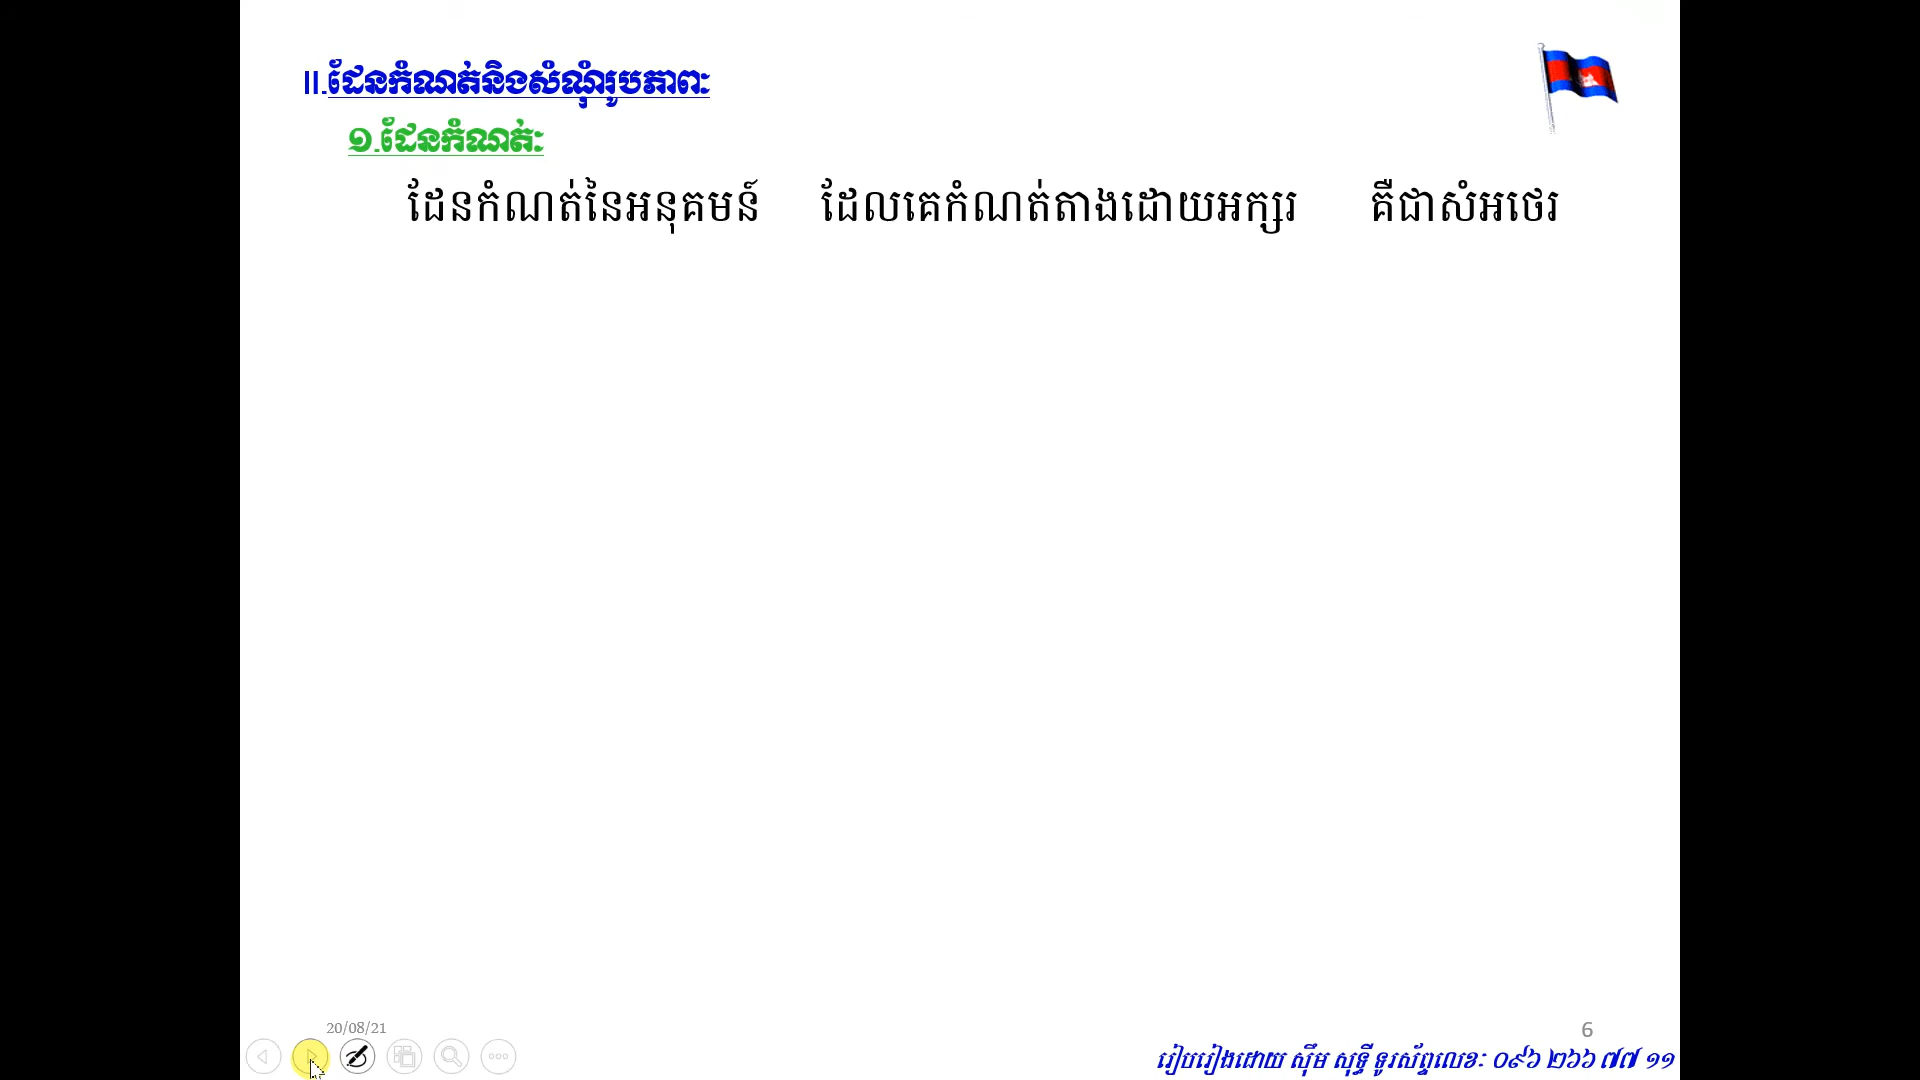 II.ដែនកំណត់និងសំណុំរូបភាពៈ
១.ដែនកំណត់ៈ
ដែនកំណត់នៃអនុគមន៍ ដែលគេកំណត់តាងដោយអក្សរ គឺជាសំអថេរ
20/08/21
6
រៀបរៀងដោយ ស៊ឹម សុទ្ធី ទូរស័ព្ទលេខៈ ០៩៦ ២៦៦ ៧៧ ១១